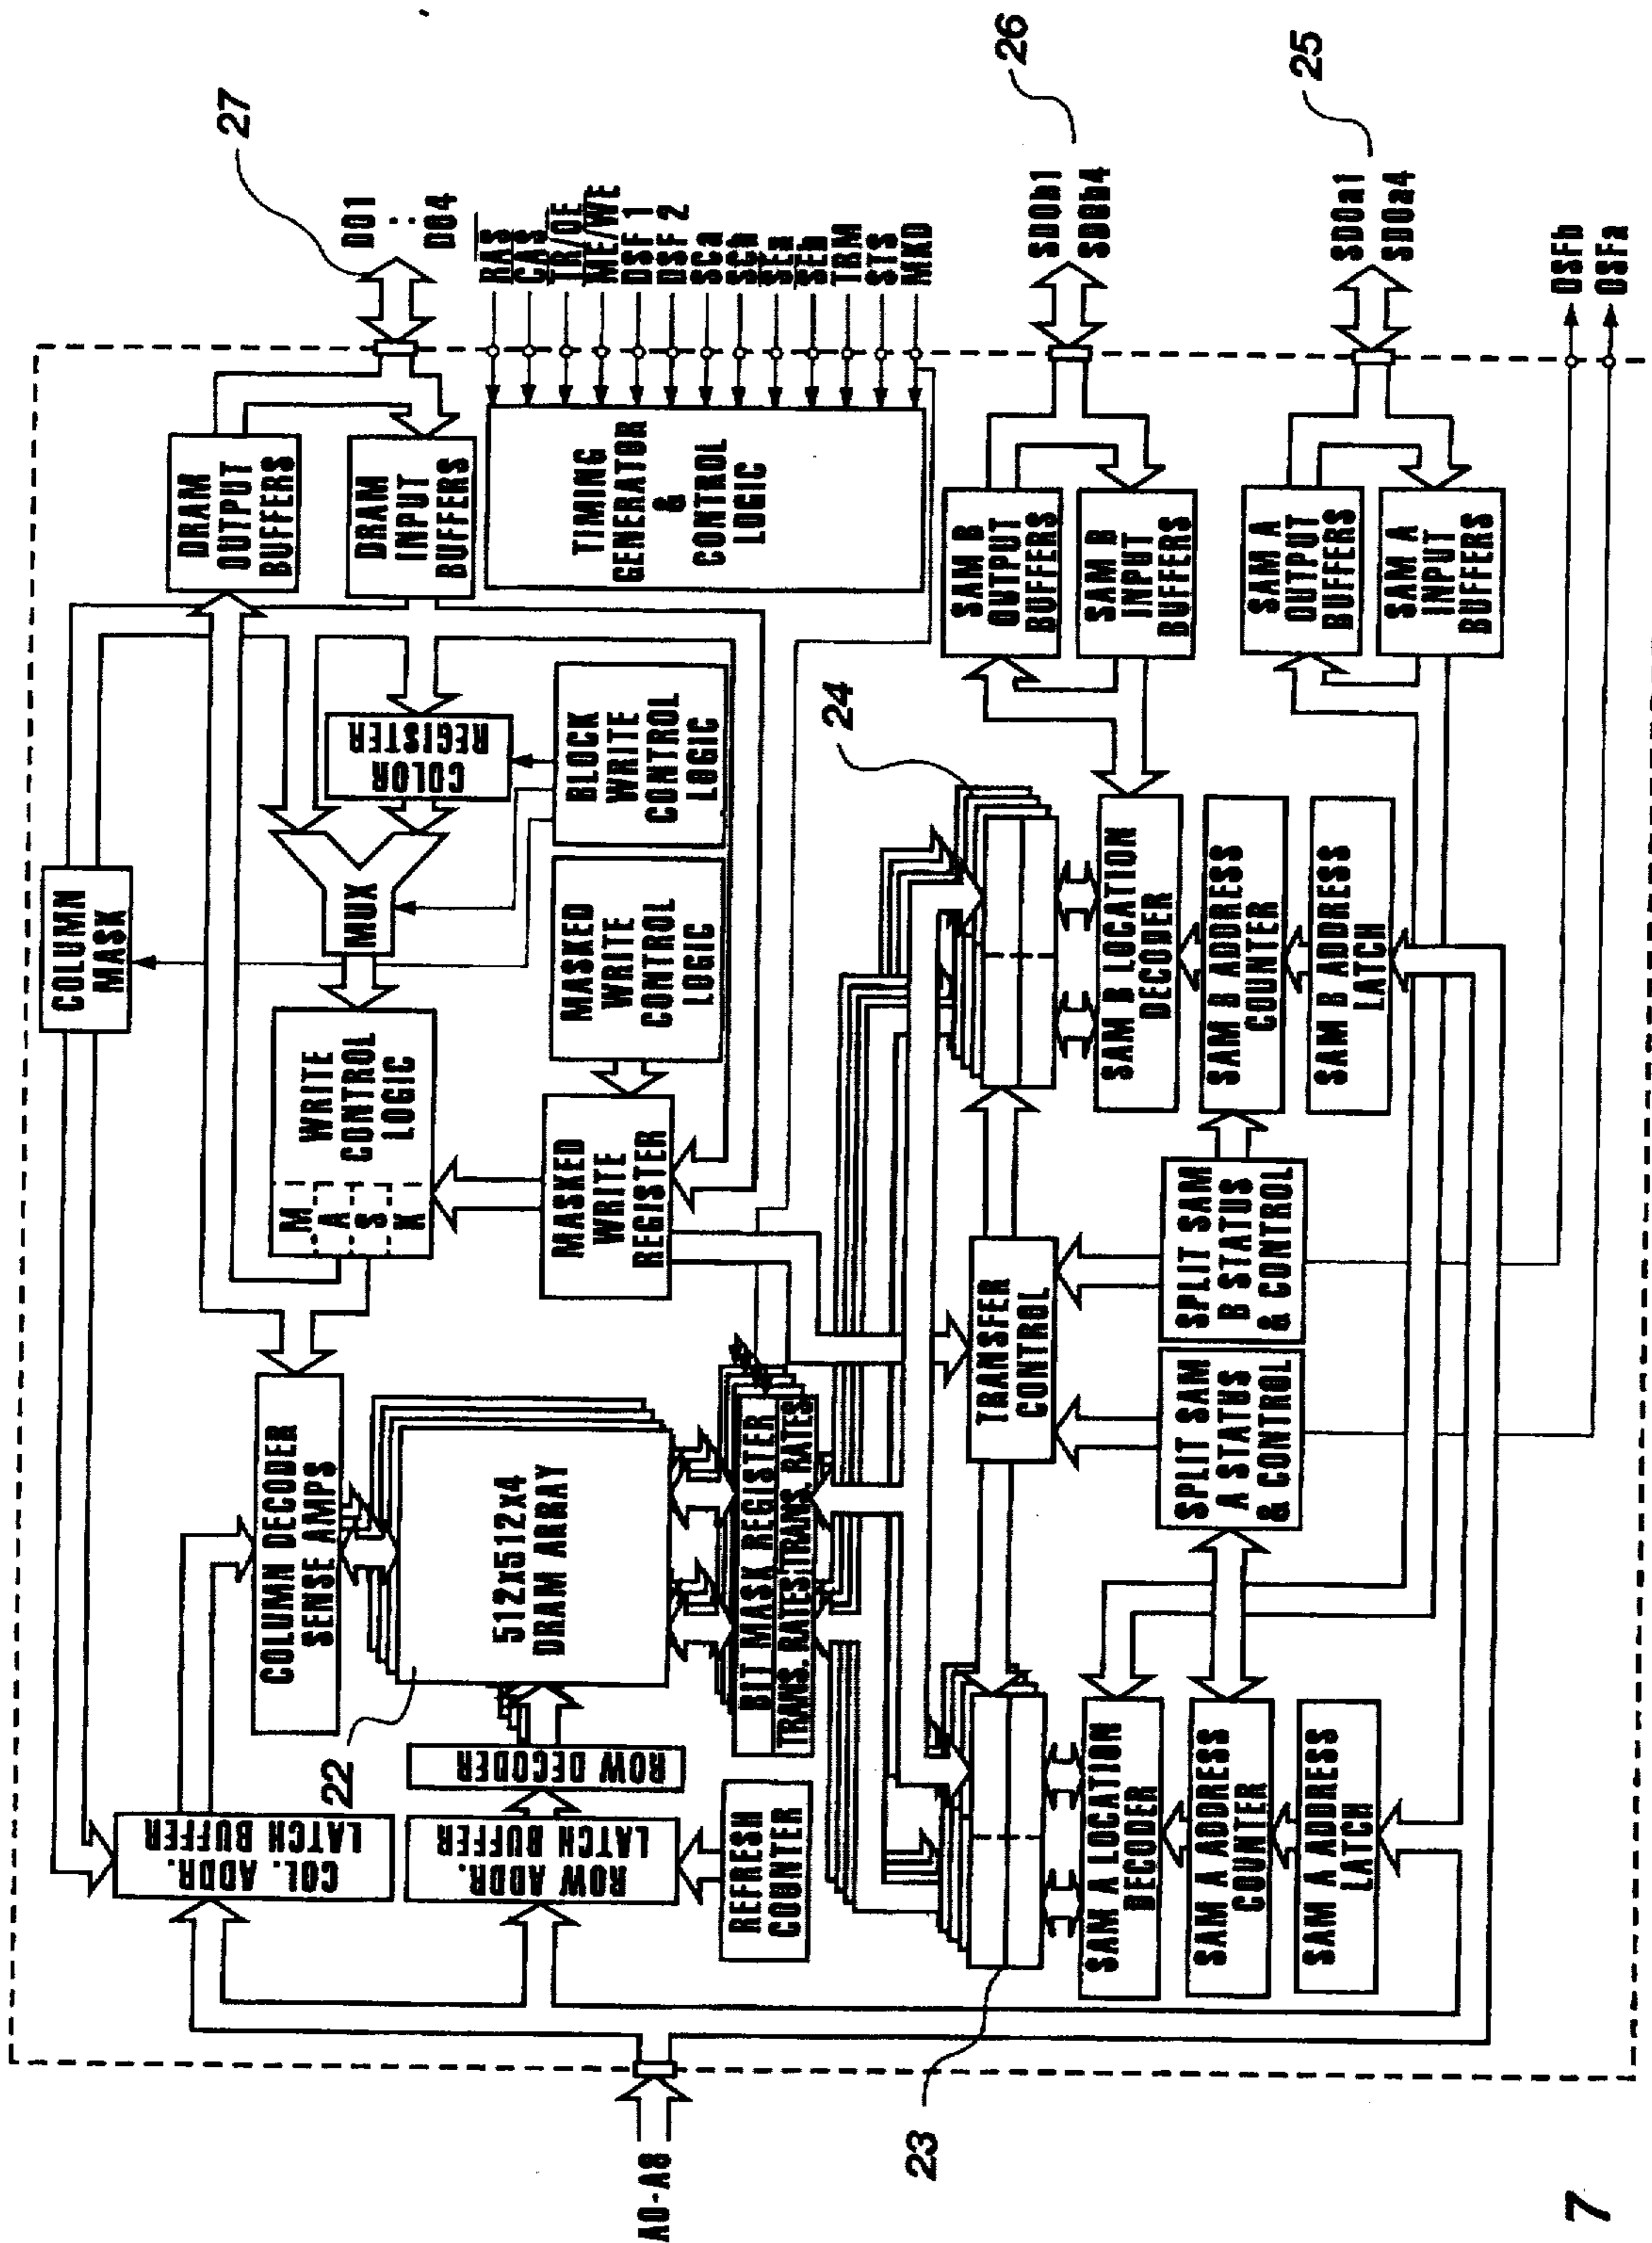 27
DRAM
OUTPUT
BUFFERS
DRAM
INPUT
BUFFERS
DQ1
:
DQ4
COLUMN
MASK
COLOR
REGISTER
MUX
WRITE
CONTROL
LOGIC
M
A
S
K
BLOCK
WRITE
CONTROL
LOGIC
MASKED
WRITE
CONTROL
LOGIC
MASKED
WRITE
REGISTER
TIMING
GENERATOR
&
CONTROL
LOGIC
RAS
CAS
TR/OE
ME/WE
DSF 1
DSF 2
SCa
SCb
SEa
SEb
TRM
STS
MKD
COL. ADDR.
LATCH BUFFER
COLUMN DECODER
SENSE AMPS
22
512x512x4
DRAM ARRAY
ROW DECODER
ROW ADDR.
LATCH BUFFER
REFRESH
COUNTER
BIT MASK REGISTER
TRANS. RATES TRANS. RATES
A0-A8
24
23
TRANSFER
CONTROL
SAM B
OUTPUT
BUFFERS
SAM B
INPUT
BUFFERS
SDQb1
SDQb4
26
SAM A LOCATION
DECODER
SAM A ADDRESS
COUNTER
SAM A ADDRESS
LATCH
SPLIT SAM
A STATUS
& CONTROL
SPLIT SAM
B STATUS
& CONTROL
SAM B LOCATION
DECODER
SAM B ADDRESS
COUNTER
SAM B ADDRESS
LATCH
SAM A
OUTPUT
BUFFERS
SAM A
INPUT
BUFFERS
SDQa1
SDQa4
25
QSFb
QSFa
7